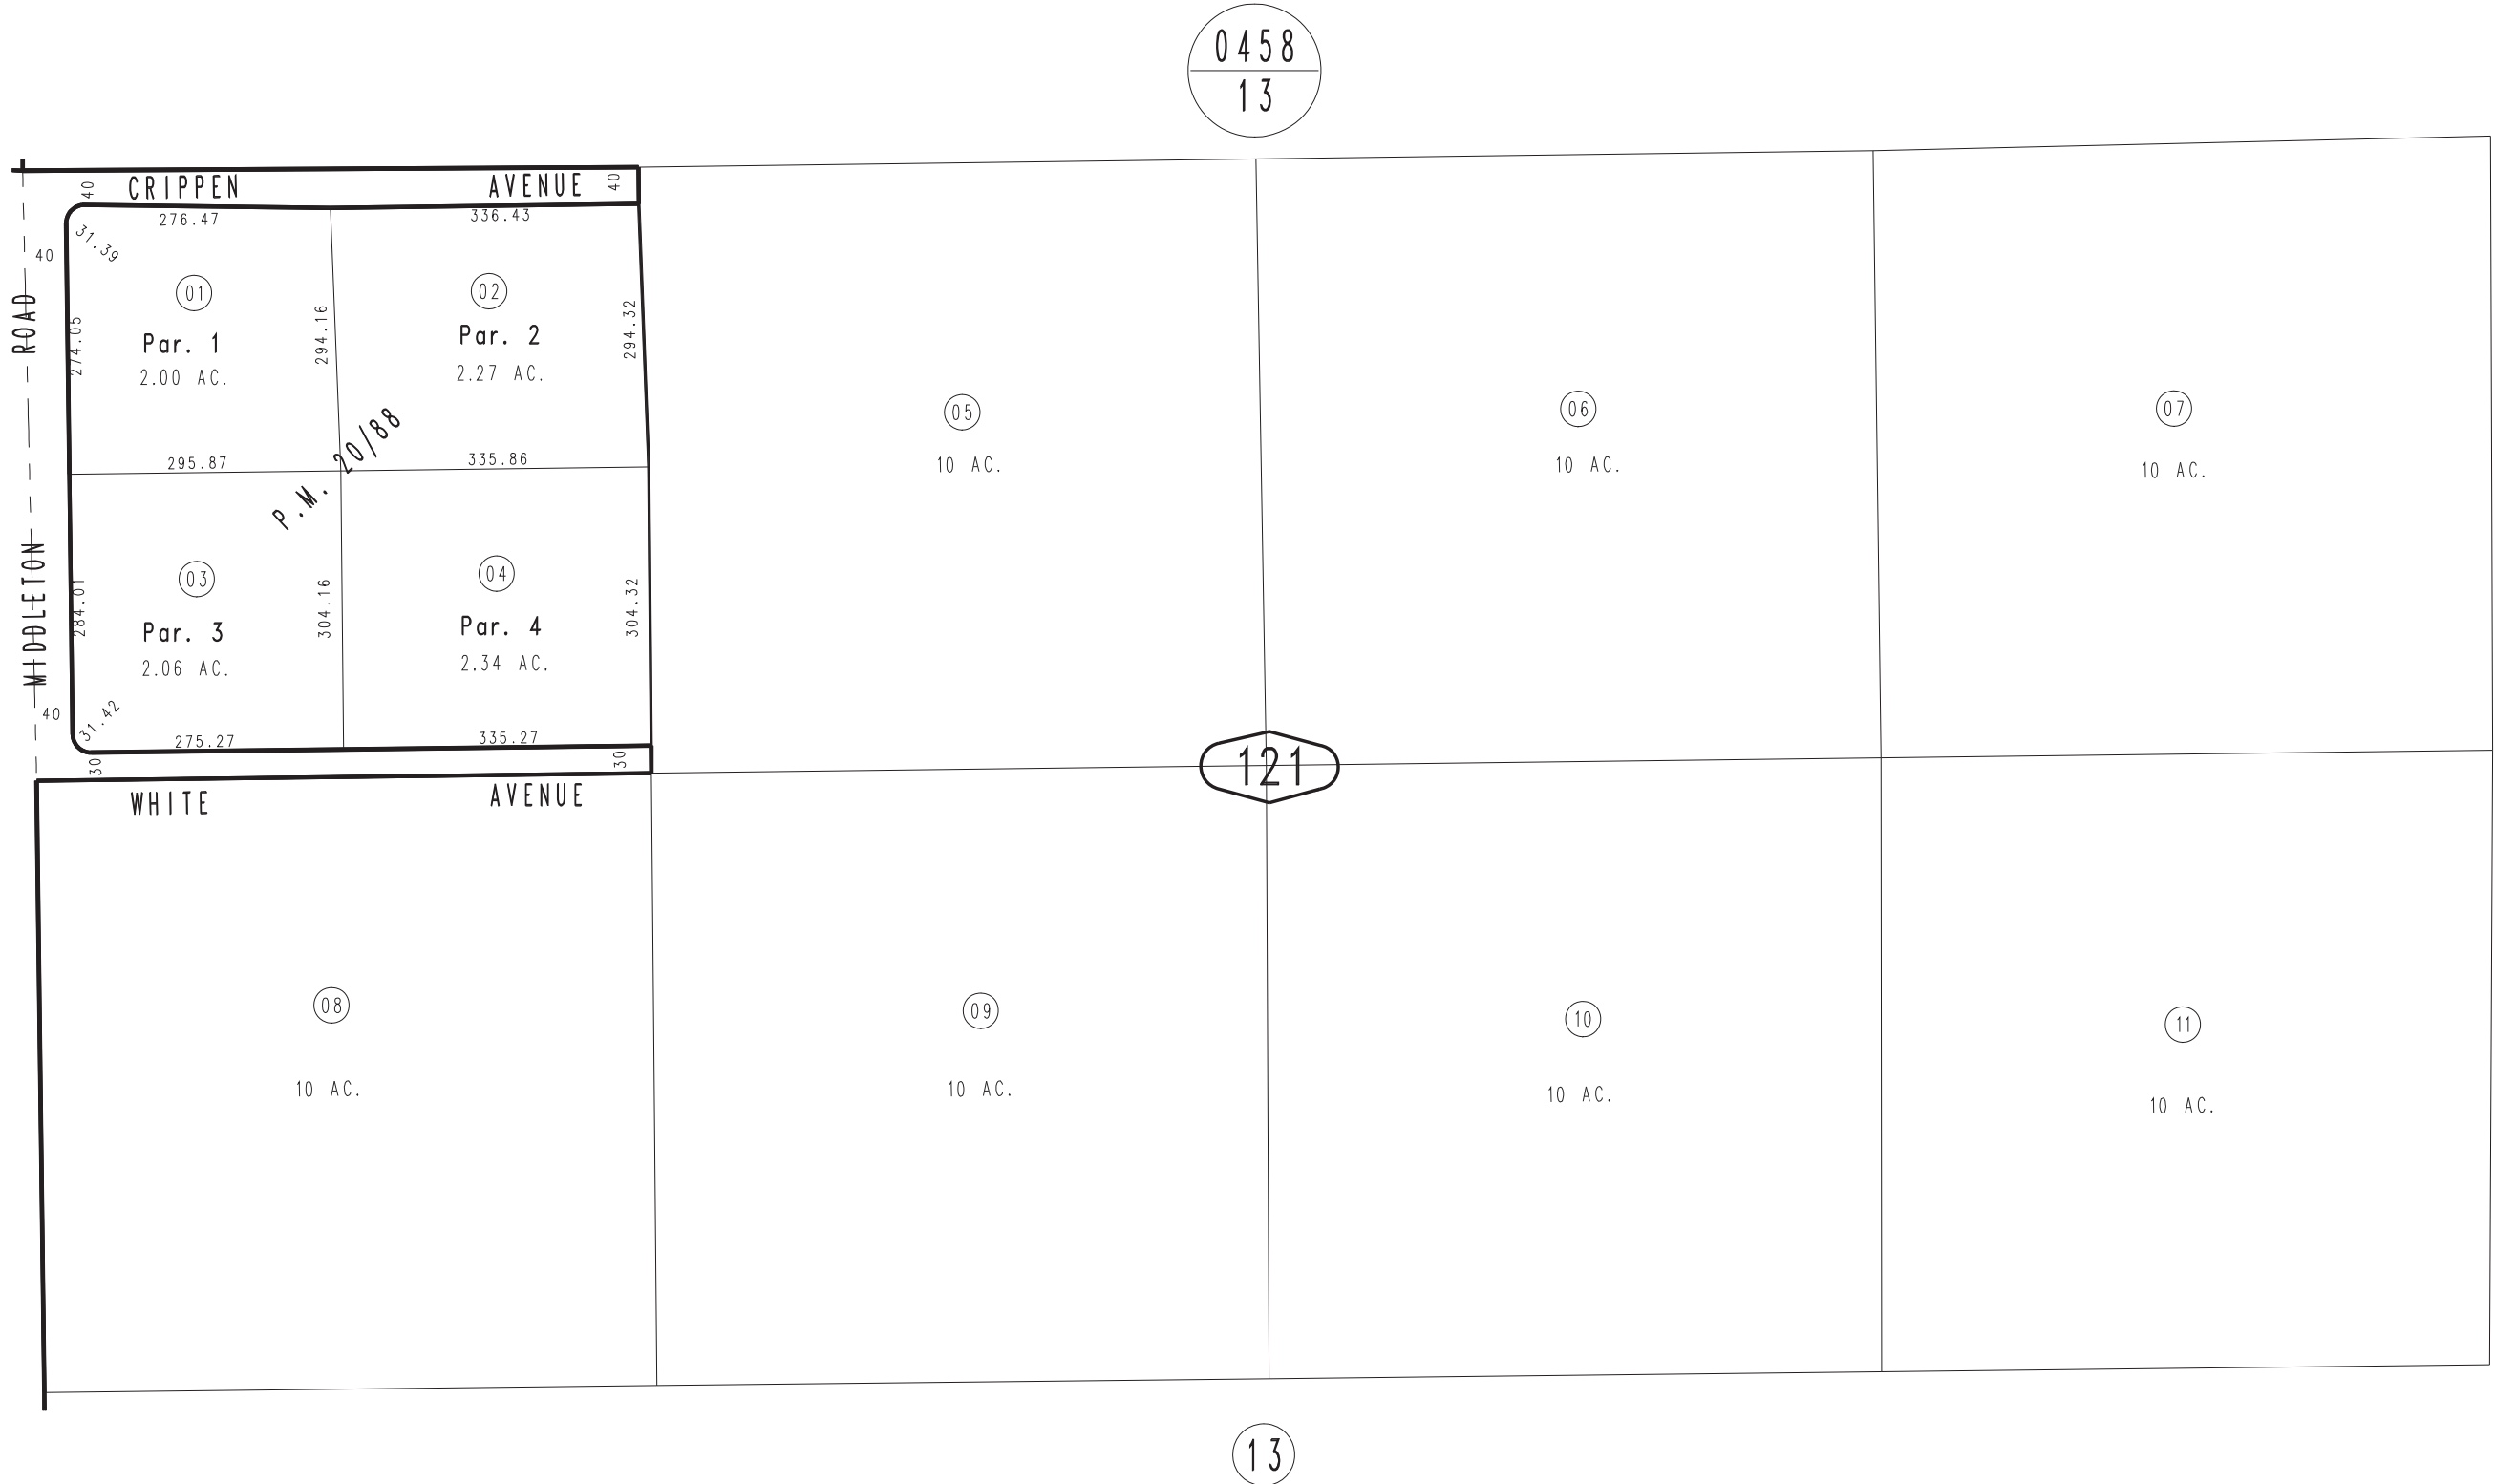 0458
13
40
CRIPPEN AVENUE
40
276.47
336.43
31.39
40
01
02
ROAD
274.05
Par. 1
294.16
Par. 2
294.32
2.00 AC.
2.27 AC.
05
06
07
10 AC.
10 AC.
10 AC.
P.M. 20/88
295.87
335.86
MIDDLETON
03
04
284.01
304.16
304.32
Par. 3
Par. 4
2.06 AC.
2.34 AC.
40
31.42
275.27
335.27
30
30
121
WHITE AVENUE
08
09
10
11
10 AC.
10 AC.
10 AC.
10 AC.
13